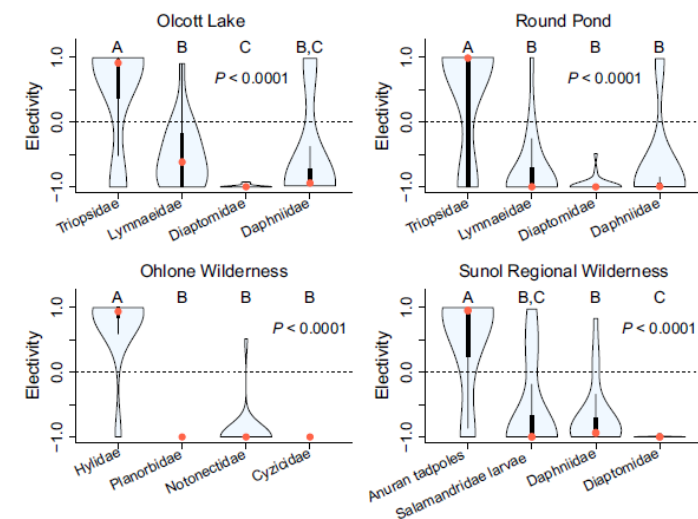 Olcott Lake
A B C B,C
P < 0.0001
Electivity
1.0
0.0
−1.0
Triopsidae Lymnaeidae Diaptomidae Daphniidae
Round Pond
A B B B
P < 0.0001
Electivity
1.0
0.0
−1.0
Triopsidae Lymnaeidae Diaptomidae Daphniidae
Ohlone Wilderness
A B B B
P < 0.0001
Electivity
1.0
0.0
−1.0
Hylidae Planorbidae Notonectidae Cyzicidae
Sunol Regional Wilderness
A B,C B C
P < 0.0001
Electivity
1.0
0.0
−1.0
Anuran tadpoles Salamandridae larvae Daphniidae Diaptomidae